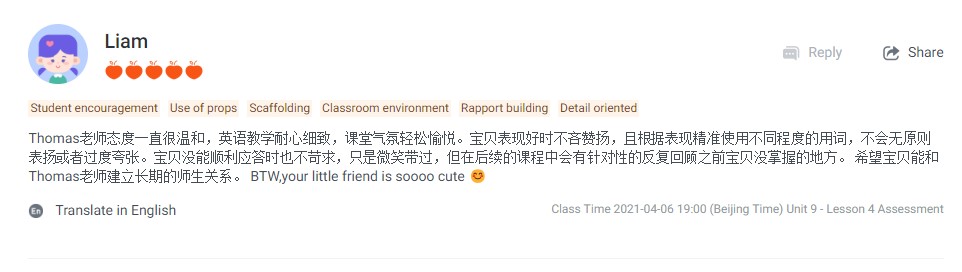 Liam
Reply
Share
Student encouragement
Use of props
Scaffolding
Classroom environment
Rapport building
Detail oriented
Thomas老师态度一直很温和，英语教学耐心细致，课堂气氛轻松愉悦。宝贝表现好时不吝赞扬，且根据表现精准使用不同程度的用词，不会无原则
表扬或者过度夸张。宝贝没能顺利应答时也不苛求，只是微笑带过，但在后续的课程中会有针对性的反复回顾之前宝贝没掌握的地方。 希望宝贝能和
Thomas老师建立长期的师生关系。 BTW,your little friend is soooo cute 😊
En Translate in English
Class Time 2021-04-06 19:00 (Beijing Time) Unit 9 - Lesson 4 Assessment